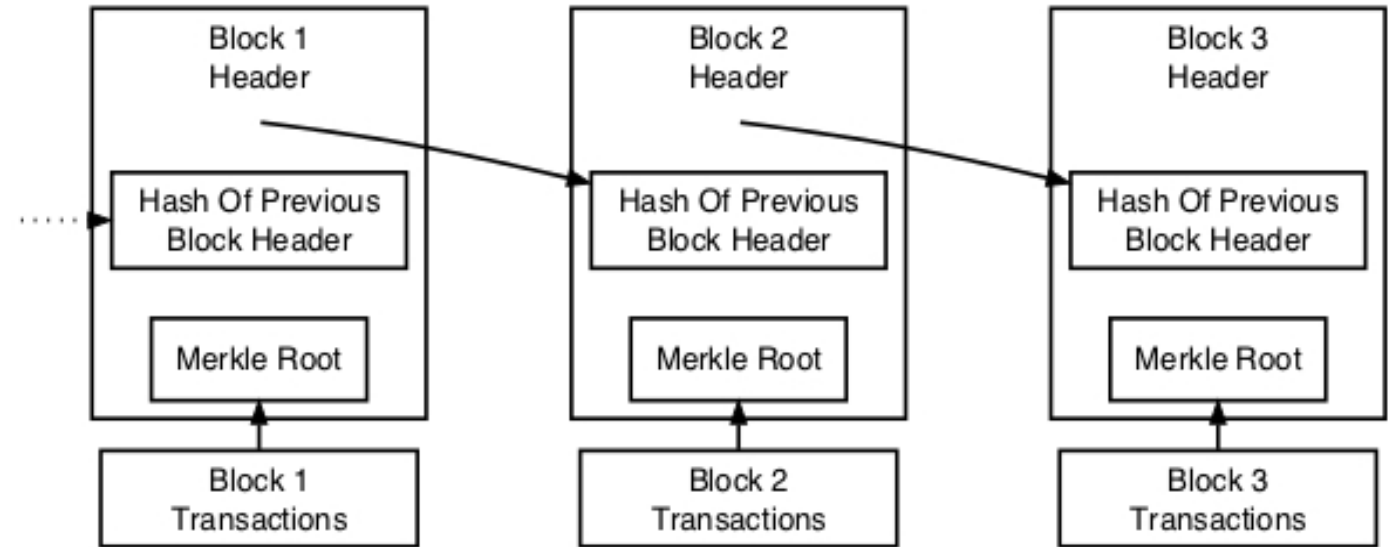 Block 1
Header
Hash Of Previous
Block Header
Merkle Root
Block 1
Transactions
Block 2
Header
Hash Of Previous
Block Header
Merkle Root
Block 2
Transactions
Block 3
Header
Hash Of Previous
Block Header
Merkle Root
Block 3
Transactions